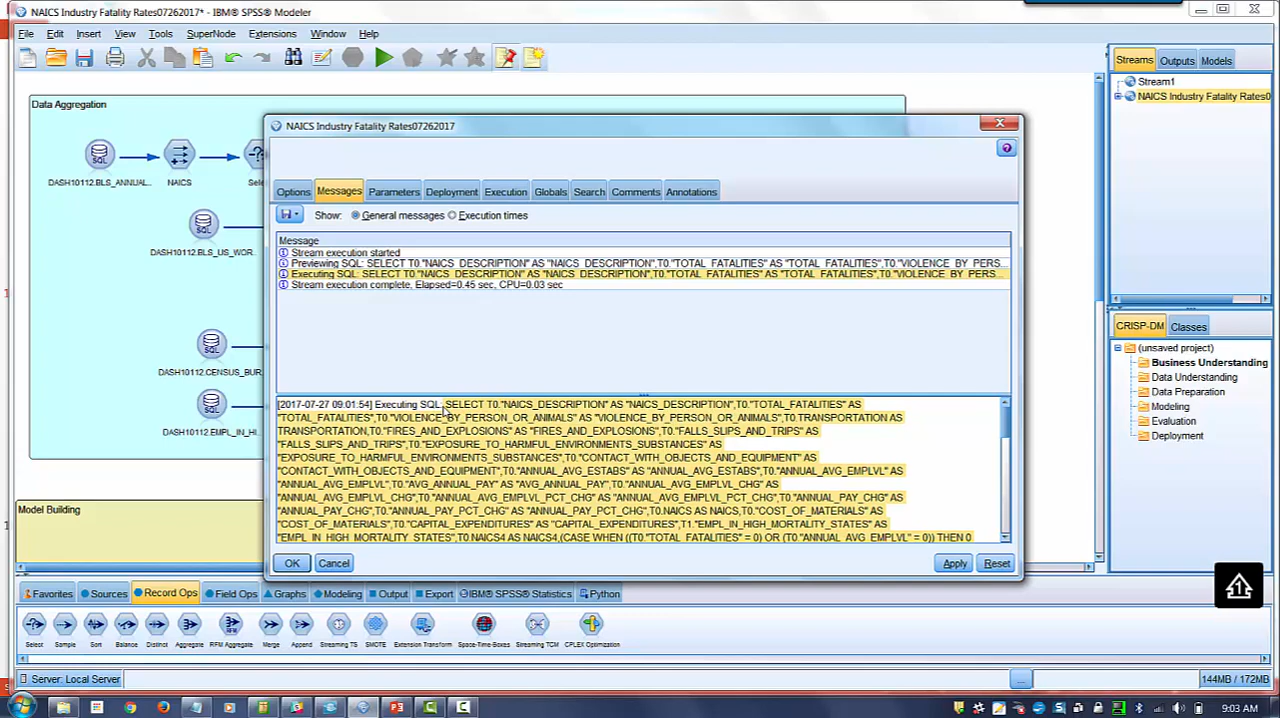 NAICS Industry Fatality Rates07262017* - IBM® SPSS® Modeler
File Edit Insert View Tools SuperNode Extensions Window Help
Streams Outputs Models
Stream1
NAICS Industry Fatality Rates0
Data Aggregation
DASH10112.BLS_ANNUAL... NAICS Sele
DASH10112.BLS_US_WOR.
DASH10112.CENSUS_BUR.
DASH10112.EMPL_IN_HI
Model Building
NAICS Industry Fatality Rates07262017
Options Messages Parameters Deployment Execution Globals Search Comments Annotations
Show: General messages Execution times
Message
Stream execution started
Previewing SQL: SELECT T0."NAICS_DESCRIPTION" AS "NAICS_DESCRIPTION",T0."TOTAL_FATALITIES" AS "TOTAL_FATALITIES",T0."VIOLENCE_BY_PERS...
Executing SQL: SELECT T0."NAICS_DESCRIPTION" AS "NAICS_DESCRIPTION",T0."TOTAL_FATALITIES" AS "TOTAL_FATALITIES",T0."VIOLENCE_BY_PERS...
Stream execution complete, Elapsed=0.45 sec, CPU=0.03 sec
[2017-07-27 09:01:54] Executing SQL: SELECT T0."NAICS_DESCRIPTION" AS "NAICS_DESCRIPTION",T0."TOTAL_FATALITIES" AS
"TOTAL_FATALITIES",T0."VIOLENCE_BY_PERSON_OR_ANIMALS" AS "VIOLENCE_BY_PERSON_OR_ANIMALS",T0.TRANSPORTATION AS
TRANSPORTATION,T0."FIRES_AND_EXPLOSIONS" AS "FIRES_AND_EXPLOSIONS",T0."FALLS_SLIPS_AND_TRIPS" AS
"FALLS_SLIPS_AND_TRIPS",T0."EXPOSURE_TO_HARMFUL_ENVIRONMENTS_SUBSTANCES" AS
"EXPOSURE_TO_HARMFUL_ENVIRONMENTS_SUBSTANCES",T0."CONTACT_WITH_OBJECTS_AND_EQUIPMENT" AS
"CONTACT_WITH_OBJECTS_AND_EQUIPMENT",T0."ANNUAL_AVG_ESTABS" AS "ANNUAL_AVG_ESTABS",T0."ANNUAL_AVG_EMPLVL" AS
"ANNUAL_AVG_EMPLVL",T0."AVG_ANNUAL_PAY" AS "AVG_ANNUAL_PAY",T0."ANNUAL_AVG_EMPLVL_CHG" AS
"ANNUAL_AVG_EMPLVL_CHG",T0."ANNUAL_AVG_EMPLVL_PCT_CHG" AS "ANNUAL_AVG_EMPLVL_PCT_CHG",T0."ANNUAL_PAY_CHG" AS
"ANNUAL_PAY_CHG",T0."ANNUAL_PAY_PCT_CHG" AS "ANNUAL_PAY_PCT_CHG",T0.NAICS AS NAICS,T0."COST_OF_MATERIALS" AS
"COST_OF_MATERIALS",T0."CAPITAL_EXPENDITURES" AS "CAPITAL_EXPENDITURES",T1."EMPL_IN_HIGH_MORTALITY_STATES" AS
"EMPL_IN_HIGH_MORTALITY_STATES",T0.NAICS4 AS NAICS4,(CASE WHEN ((T0."TOTAL_FATALITIES" = 0) OR (T0."ANNUAL_AVG_EMPLVL" = 0)) THEN 0
OK Cancel Apply Reset
CRISP-DM Classes
(unsaved project)
Business Understanding
Data Understanding
Data Preparation
Modeling
Evaluation
Deployment
Favorites Sources Record Ops Field Ops Graphs Modeling Output Export IBM® SPSS® Statistics Python
Select Sample Sort Balance Distinct Aggregate RFM Aggregate Merge Append Streaming TS SMOTE Extension Transform Space-Time-Boxes Streaming TCM CPLEX Optimization
Server: Local Server
144MB / 172MB
9:03 AM